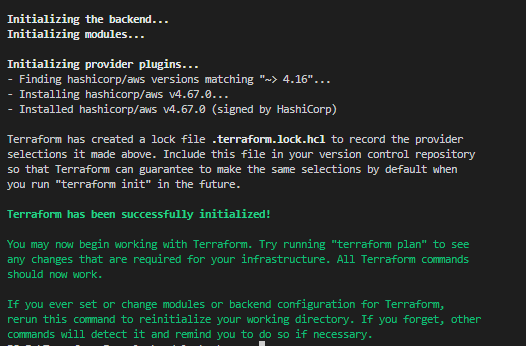 Initializing the backend...
Initializing modules...
Initializing provider plugins...
- Finding hashicorp/aws versions matching "~> 4.16"...
- Installing hashicorp/aws v4.67.0...
- Installed hashicorp/aws v4.67.0 (signed by HashiCorp)
Terraform has created a lock file .terraform.lock.hcl to record the provider
selections it made above. Include this file in your version control repository
so that Terraform can guarantee to make the same selections by default when
you run "terraform init" in the future.
Terraform has been successfully initialized!
You may now begin working with Terraform. Try running "terraform plan" to see
any changes that are required for your infrastructure. All Terraform commands
should now work.
If you ever set or change modules or backend configuration for Terraform,
rerun this command to reinitialize your working directory. If you forget, other
commands will detect it and remind you to do so if necessary.